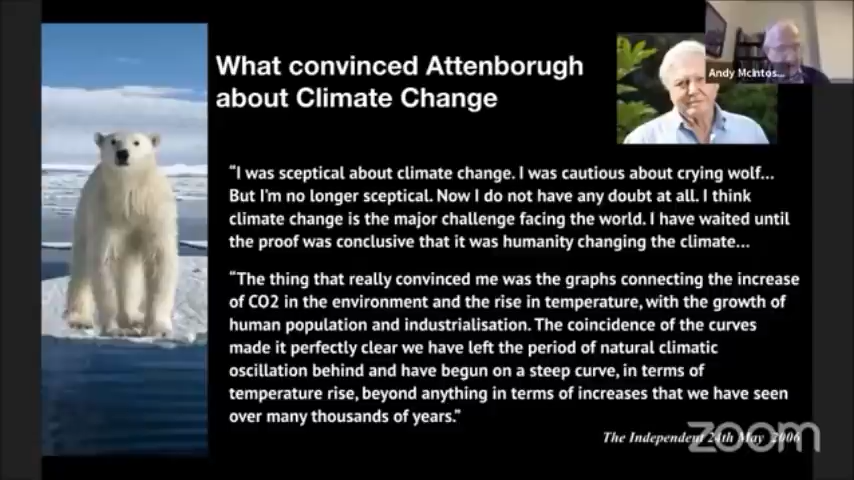 What convinced Attenborugh
about Climate Change
Andy McIntos...
“I was sceptical about climate change. I was cautious about crying wolf...
But I’m no longer sceptical. Now I do not have any doubt at all. I think
climate change is the major challenge facing the world. I have waited until
the proof was conclusive that it was humanity changing the climate...
“The thing that really convinced me was the graphs connecting the increase
of CO2 in the environment and the rise in temperature, with the growth of
human population and industrialisation. The coincidence of the curves
made it perfectly clear we have left the period of natural climatic
oscillation behind and have begun on a steep curve, in terms of
temperature rise, beyond anything in terms of increases that we have seen
over many thousands of years.”
The Independent 24th May 2006
zoom